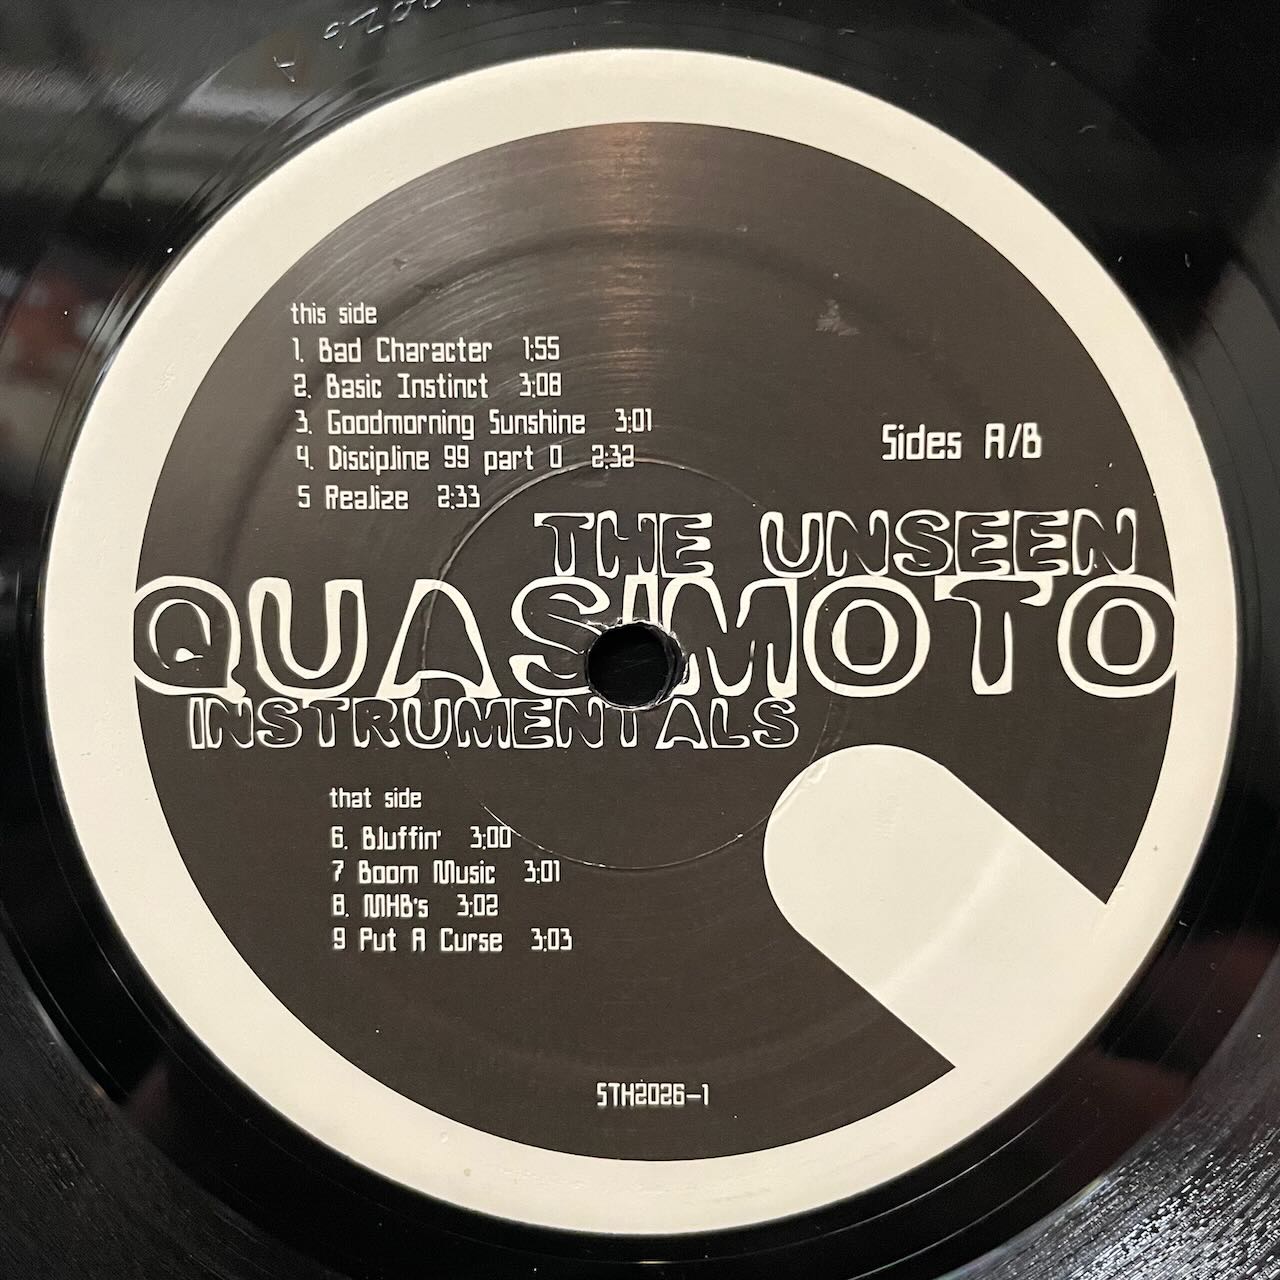 this side
1. Bad Character 1:55
2. Basic Instinct 3:08
3. Goodmorning Sunshine 3:01
4. Discipline 99 part 0 2:32
5 Realize 2:33
Sides A/B
THE UNSEEN
QUASIMOTO
INSTRUMENTALS
that side
6. Bluffin' 3:00
7 Boom Music 3:01
8. MHB's 3:02
9 Put A Curse 3:03
STH2026-1